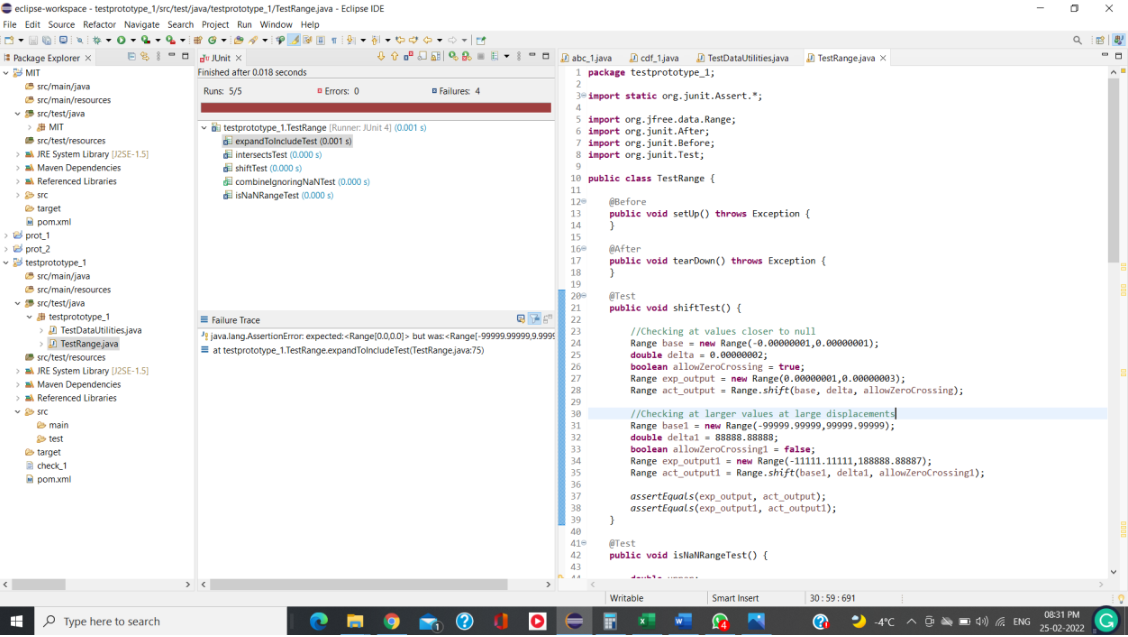 eclipse-workspace - testprototype_1/src/test/java/testprototype_1/TestRange.java - Eclipse IDE
File Edit Source Refactor Navigate Search Project Run Window Help
Package Explorer
MIT
src/main/java
src/main/resources
src/test/java
MIT
src/test/resources
JRE System Library [J2SE-1.5]
Maven Dependencies
Referenced Libraries
src
target
pom.xml
prot_1
prot_2
testprototype_1
src/main/java
src/main/resources
src/test/java
testprototype_1
TestDataUtilities.java
TestRange.java
src/test/resources
JRE System Library [J2SE-1.5]
Maven Dependencies
Referenced Libraries
src
main
test
target
check_1
pom.xml
JUnit
Finished after 0.018 seconds
Runs: 5/5 Errors: 0 Failures: 4
testprototype_1.TestRange [Runner: JUnit 4] (0.001 s)
expandToIncludeTest (0.001 s)
intersectsTest (0.000 s)
shiftTest (0.000 s)
combineIgnoringNaNTest (0.000 s)
isNaNRangeTest (0.000 s)
Failure Trace
java.lang.AssertionError: expected:<Range[0.0,0.0]> but was:<Range[-99999.99999,9.9999
at testprototype_1.TestRange.expandToIncludeTest(TestRange.java:75)
abc_1.java cdf_1.java TestDataUtilities.java TestRange.java
1 package testprototype_1;
2
3 import static org.junit.Assert.*;
4
5 import org.jfree.data.Range;
6 import org.junit.After;
7 import org.junit.Before;
8 import org.junit.Test;
9
10 public class TestRange {
11
12 @Before
13 public void setUp() throws Exception {
14 }
15
16 @After
17 public void tearDown() throws Exception {
18 }
19
20 @Test
21 public void shiftTest() {
22
23 //Checking at values closer to null
24 Range base = new Range(-0.00000001,0.00000001);
25 double delta = 0.00000002;
26 boolean allowZeroCrossing = true;
27 Range exp_output = new Range(0.00000001,0.00000003);
28 Range act_output = Range.shift(base, delta, allowZeroCrossing);
29
30 //Checking at larger values at large displacements
31 Range base1 = new Range(-99999.99999,99999.99999);
32 double delta1 = 88888.88888;
33 boolean allowZeroCrossing1 = false;
34 Range exp_output1 = new Range(-11111.11111,188888.88887);
35 Range act_output1 = Range.shift(base1, delta1, allowZeroCrossing1);
36
37 assertEquals(exp_output, act_output);
38 assertEquals(exp_output1, act_output1);
39 }
40
41 @Test
42 public void isNaNRangeTest() {
43
Writable Smart Insert 30 : 59 : 691
Type here to search
1
4
-4°C
ENG
08:31 PM
25-02-2022